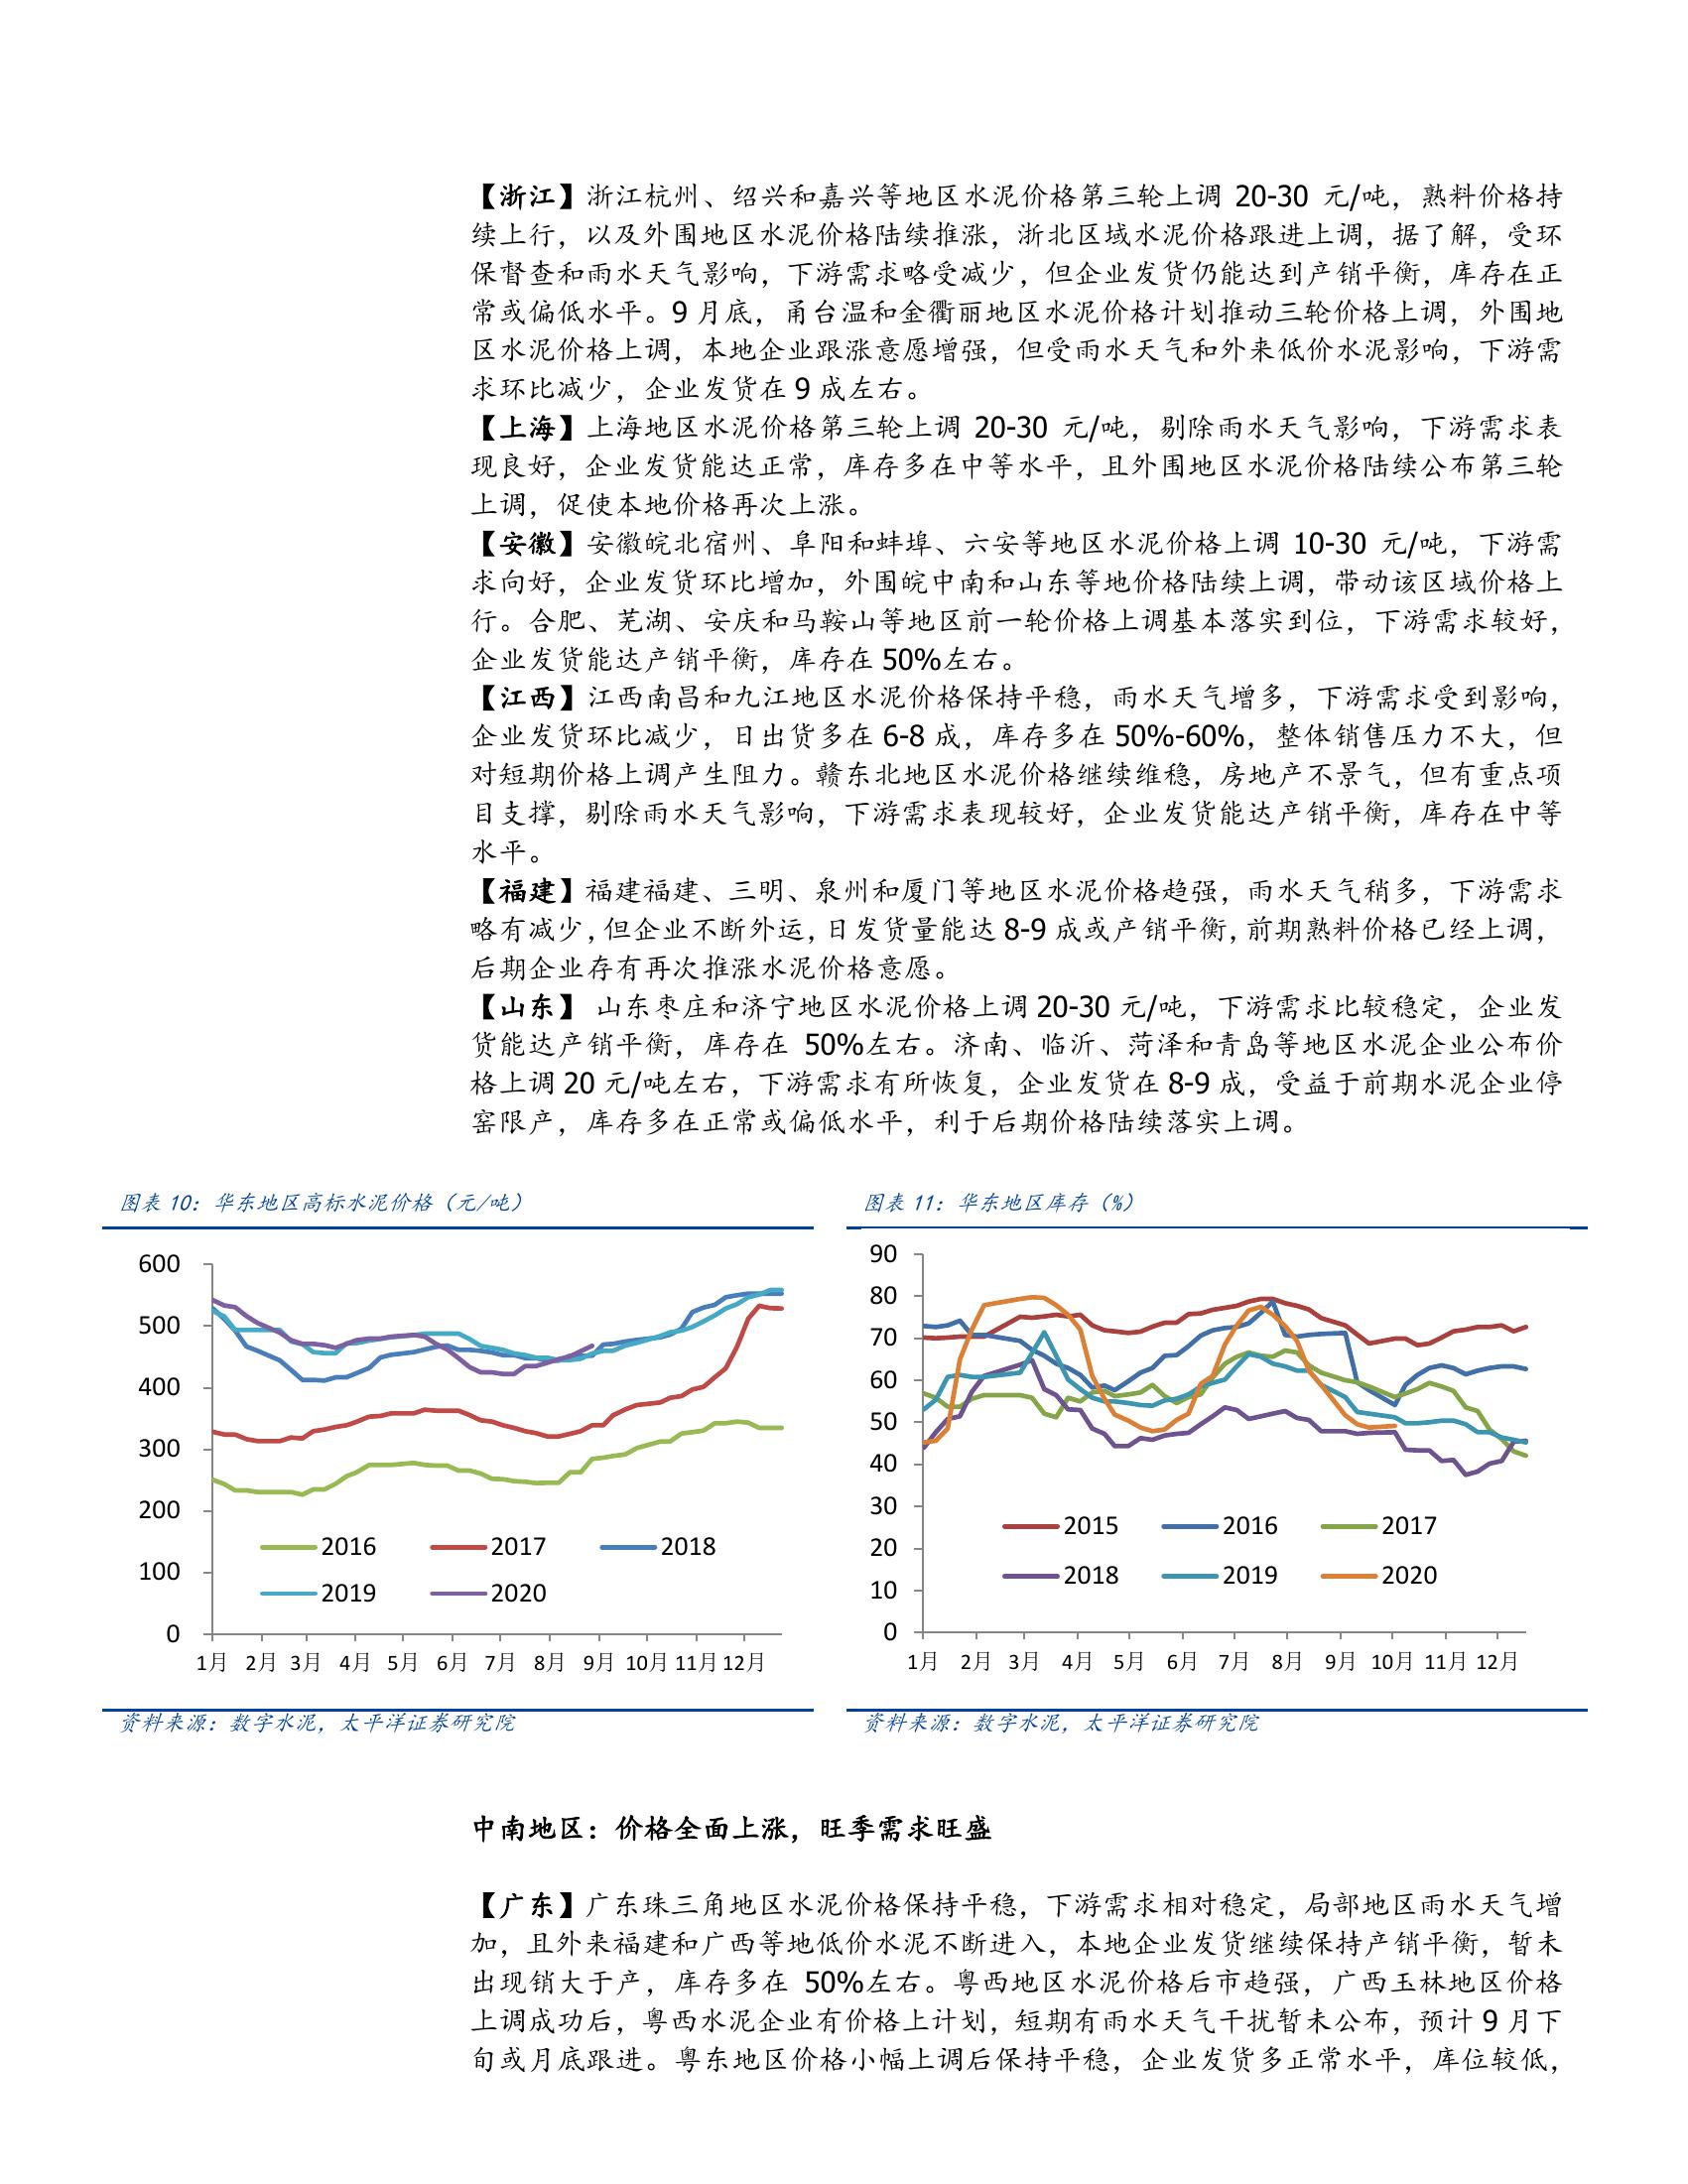 【浙江】浙江杭州、绍兴和嘉兴等地区水泥价格第三轮上调 20-30 元/吨，熟料价格持
续上行，以及外围地区水泥价格陆续推涨，浙北区域水泥价格跟进上调，据了解，受环
保督查和雨水天气影响，下游需求略受减少，但企业发货仍能达到产销平衡，库存在正
常或偏低水平。9 月底，甬台温和金衢丽地区水泥价格计划推动三轮价格上调，外围地
区水泥价格上调，本地企业跟涨意愿增强，但受雨水天气和外来低价水泥影响，下游需
求环比减少，企业发货在 9 成左右。
【上海】上海地区水泥价格第三轮上调 20-30 元/吨，剔除雨水天气影响，下游需求表
现良好，企业发货能达正常，库存多在中等水平，且外围地区水泥价格陆续公布第三轮
上调，促使本地价格再次上涨。
【安徽】安徽皖北宿州、阜阳和蚌埠、六安等地区水泥价格上调 10-30 元/吨，下游需
求向好，企业发货环比增加，外围皖中南和山东等地价格陆续上调，带动该区域价格上
行。合肥、芜湖、安庆和马鞍山等地区前一轮价格上调基本落实到位，下游需求较好，
企业发货能达产销平衡，库存在 50%左右。
【江西】江西南昌和九江地区水泥价格保持平稳，雨水天气增多，下游需求受到影响，
企业发货环比减少，日出货多在 6-8 成，库存多在 50%-60%，整体销售压力不大，但
对短期价格上调产生阻力。赣东北地区水泥价格继续维稳，房地产不景气，但有重点项
目支撑，剔除雨水天气影响，下游需求表现较好，企业发货能达产销平衡，库存在中等
水平。
【福建】福建福建、三明、泉州和厦门等地区水泥价格趋强，雨水天气稍多，下游需求
略有减少，但企业不断外运，日发货量能达 8-9 成或产销平衡，前期熟料价格已经上调，
后期企业存有再次推涨水泥价格意愿。
【山东】 山东枣庄和济宁地区水泥价格上调 20-30 元/吨，下游需求比较稳定，企业发
货能达产销平衡，库存在 50%左右。济南、临沂、菏泽和青岛等地区水泥企业公布价
格上调 20 元/吨左右，下游需求有所恢复，企业发货在 8-9 成，受益于前期水泥企业停
窑限产，库存多在正常或偏低水平，利于后期价格陆续落实上调。
图表 10：华东地区高标水泥价格（元/吨）
600
500
400
300
200
100
0
2016 2017 2018
2019 2020
1月 2月 3月 4月 5月 6月 7月 8月 9月 10月 11月 12月
资料来源：数字水泥，太平洋证券研究院
图表 11：华东地区库存（%）
90
80
70
60
50
40
30
20
10
0
2015 2016 2017
2018 2019 2020
1月 2月 3月 4月 5月 6月 7月 8月 9月 10月 11月 12月
资料来源：数字水泥，太平洋证券研究院
中南地区：价格全面上涨，旺季需求旺盛
【广东】广东珠三角地区水泥价格保持平稳，下游需求相对稳定，局部地区雨水天气增
加，且外来福建和广西等地低价水泥不断进入，本地企业发货继续保持产销平衡，暂未
出现销大于产，库存多在 50%左右。粤西地区水泥价格后市趋强，广西玉林地区价格
上调成功后，粤西水泥企业有价格上计划，短期有雨水天气干扰暂未公布，预计 9 月下
旬或月底跟进。粤东地区价格小幅上调后保持平稳，企业发货多正常水平，库位较低，